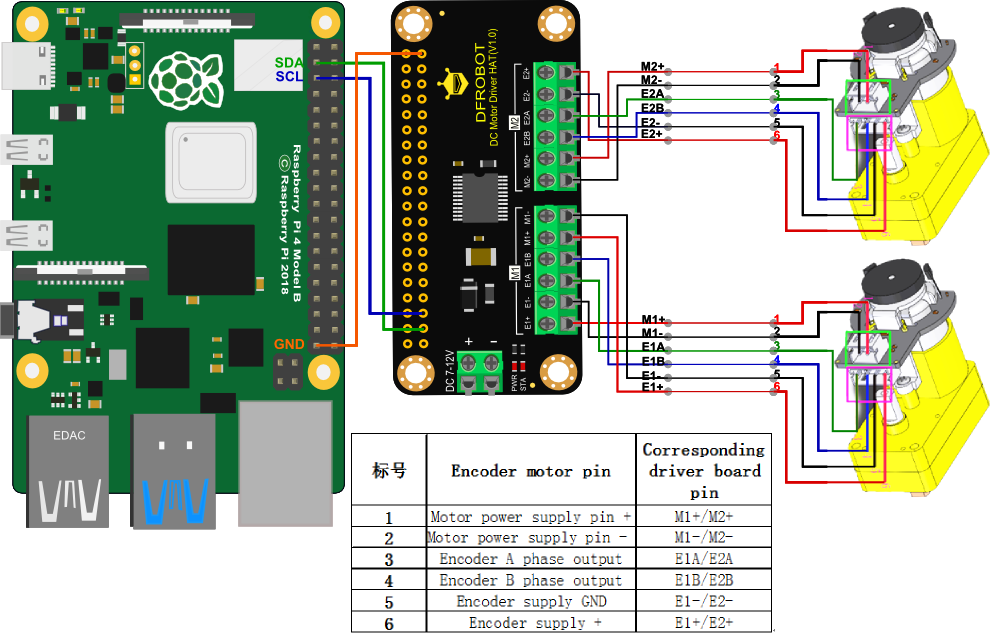 SDA
SCL
Raspberry Pi 4 Model B
© Raspberry Pi 2018
GND
EDAC
DFROBOT
DC Motor Driver HAT(V1.0)
M2
E2+
E2-
E2A
E2B
M2+
M2-
M1
M1-
M1+
E1B
E1A
E1-
E1+
+ -
DC 7-12V
PWR
STA
M2+ 1
M2- 2
E2A 3
E2B 4
E2- 5
E2+ 6
M1+ 1
M1- 2
E1A 3
E1B 4
E1- 5
E1+ 6
标号 Encoder motor pin Corresponding
driver board
pin
1 Motor power supply pin + M1+/M2+
2 Motor power supply pin - M1-/M2-
3 Encoder A phase output E1A/E2A
4 Encoder B phase output E1B/E2B
5 Encoder supply GND E1-/E2-
6 Encoder supply + E1+/E2+